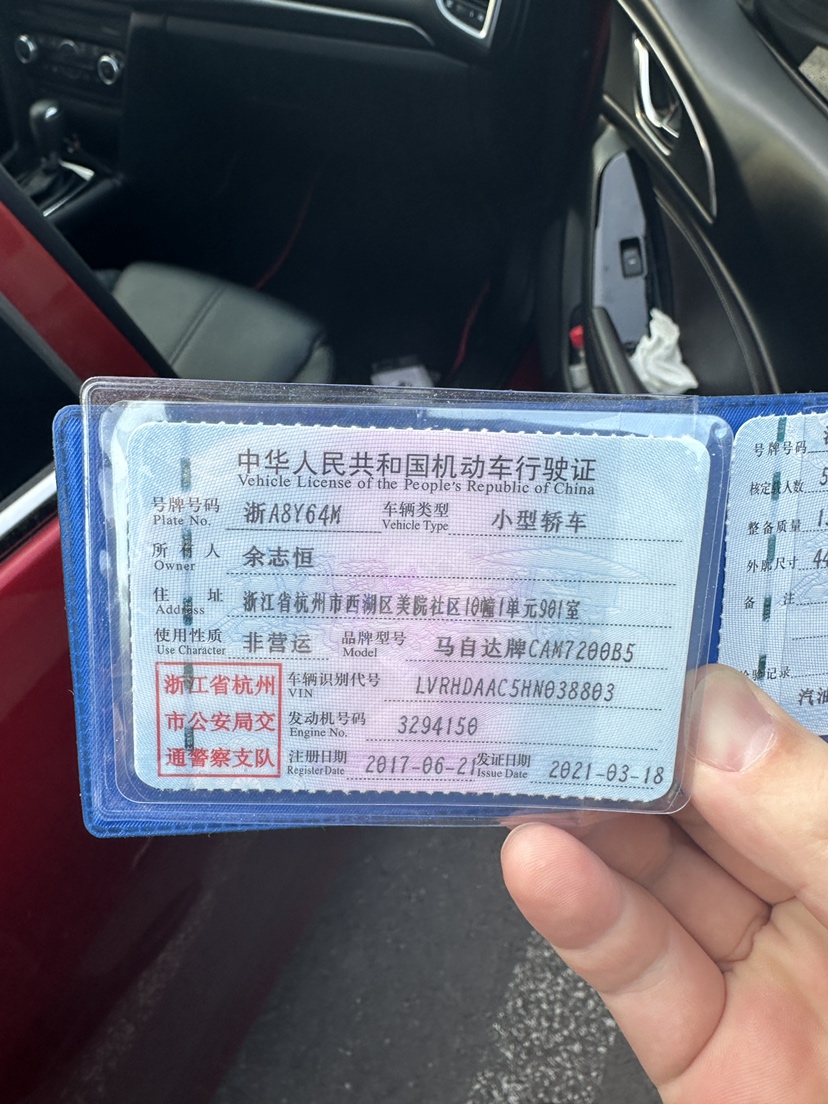 中华人民共和国机动车行驶证
Vehicle License of the People's Republic of China
号牌号码 浙A8Y64M 车辆类型 小型轿车
Plate No. Vehicle Type
所有人 余志恒
Owner
住址 浙江省杭州市西湖区美院社区10幢1单元901室
Address
使用性质 非营运 品牌型号 马自达牌CAM7200B5
Use Character Model
浙江省杭州
市公安局交
通警察支队
车辆识别代号 LVRHDAAC5HN038803
VIN
发动机号码 3294150
Engine No.
注册日期 2017-06-21 发证日期 2021-03-18
Register Date Issue Date
号牌号码
核定载人数 5
整备质量
外廓尺寸 44
备注
检验记录
汽油